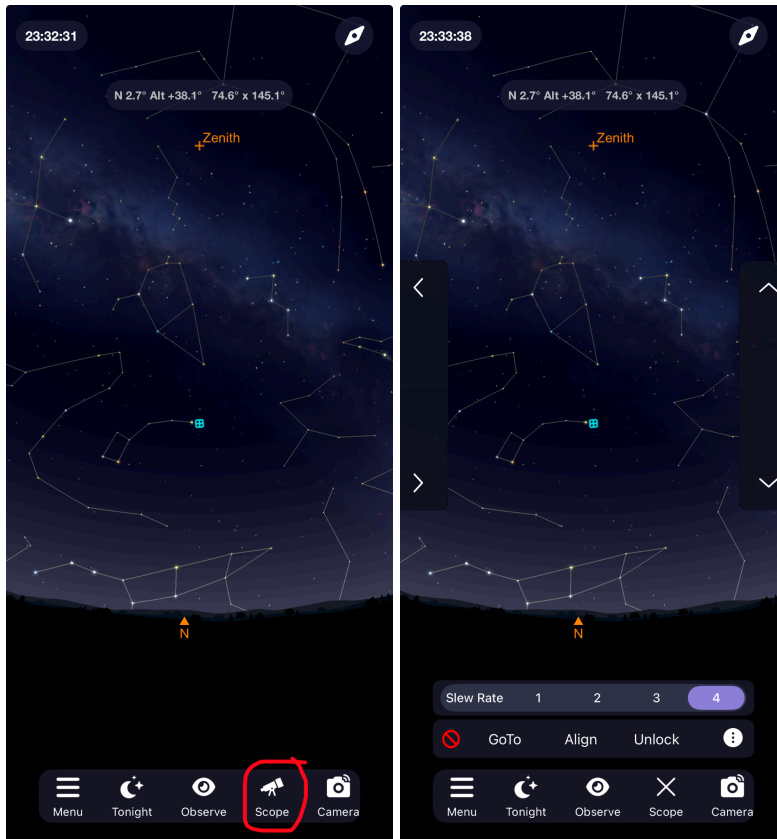 23:32:31
N 2.7° Alt +38.1° 74.6° x 145.1°
Zenith
N
Menu Tonight Observe Scope Camera
23:33:38
N 2.7° Alt +38.1° 74.6° x 145.1°
Zenith
N
Slew Rate 1 2 3 4
GoTo Align Unlock
Menu Tonight Observe Scope Camera